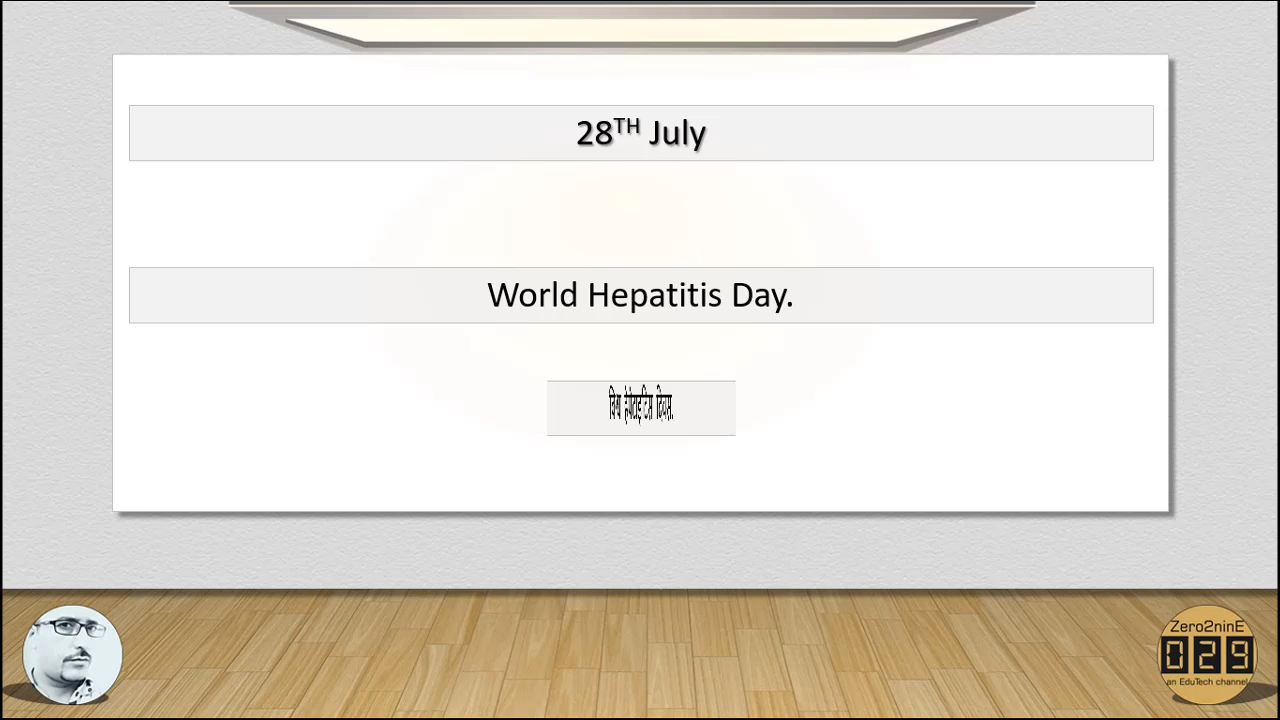 28TH July
World Hepatitis Day.
विश्व हेपेटाइटिस दिवस.
Zero2ninE
029
an EduTech channel